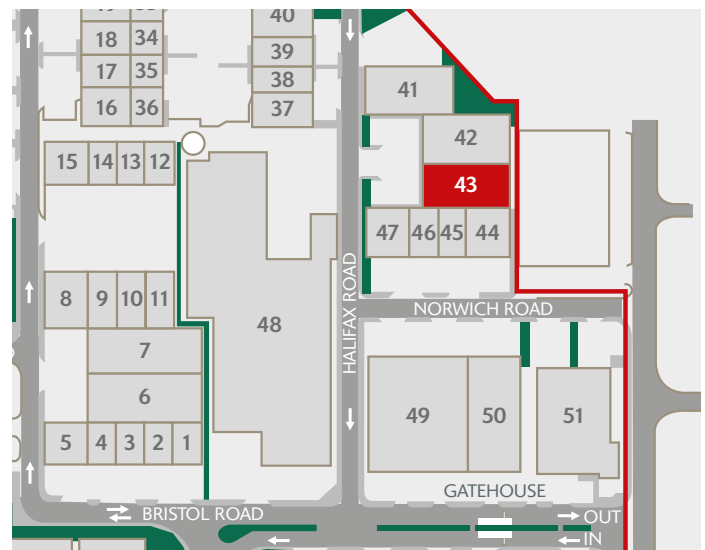 19 33
18 34
17 35
16 36
40
39
38
37
41
42
43
15 14 13 12
47 46 45 44
8 9 10 11
7
6
5 4 3 2 1
48
HALIFAX ROAD
NORWICH ROAD
49 50 51
GATEHOUSE
BRISTOL ROAD
OUT
IN